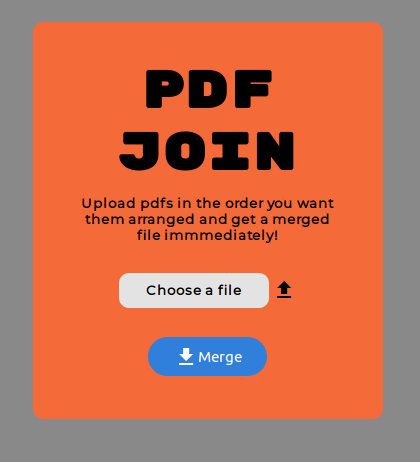 PDF
JOIN
Upload pdfs in the order you want
them arranged and get a merged
file immmediately!
Choose a file
Merge